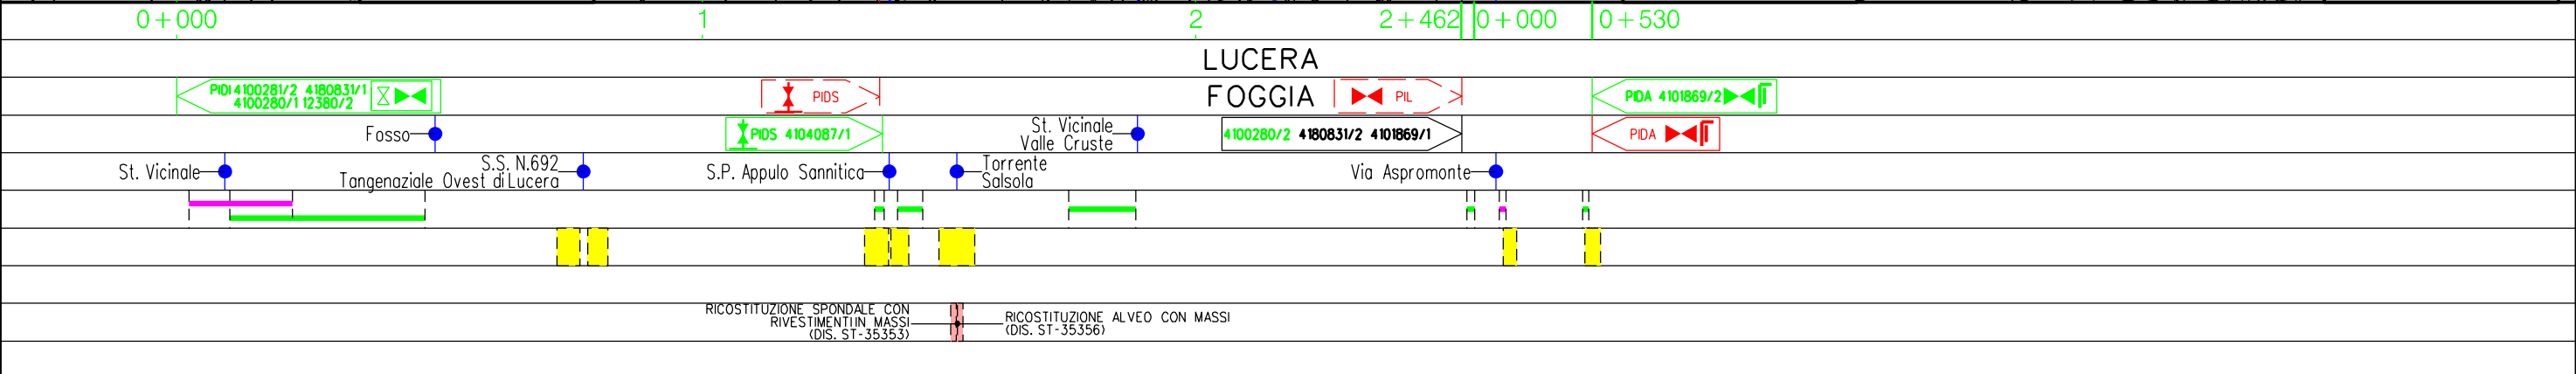 0+000 1 2 2+462 0+000 0+530
LUCERA
FOGGIA
PIDI 4100281/2 4180831/1
4100280/1 12380/2
PIDS
PIL
PIDA 4101869/2
Fosso
PIDS 4104087/1
St. Vicinale
Valle Cruste
4100280/2 4180831/2 4101869/1
PIDA
St. Vicinale
S.S. N.692
Tangenaziale Ovest di Lucera
S.P. Appulo Sannitica
Torrente
Salsola
Via Aspromonte
RICOSTITUZIONE SPONDALE CON
RIVESTIMENTI IN MASSI
(DIS. ST-35353)
RICOSTITUZIONE ALVEO CON MASSI
(DIS. ST-35356)